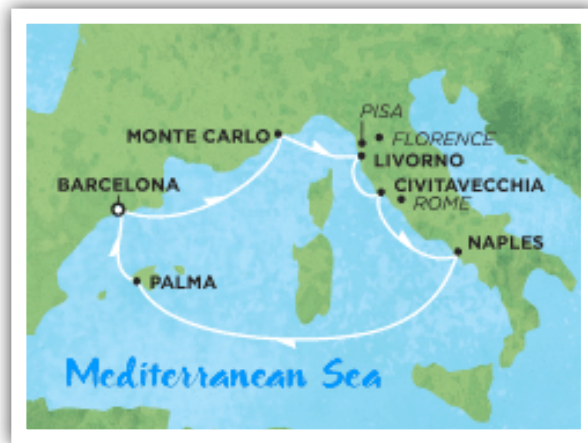 PISA
FLORENCE
MONTE CARLO
LIVORNO
BARCELONA
CIVITAVECCHIA
ROME
NAPLES
PALMA
Mediterranean Sea